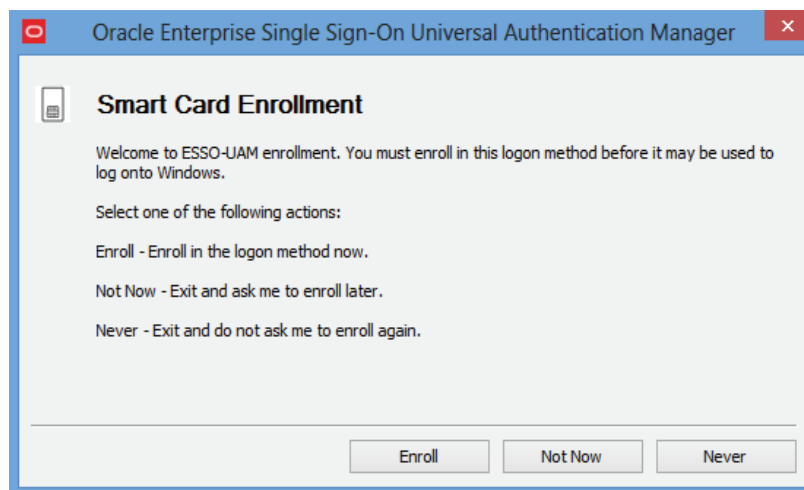 Oracle Enterprise Single Sign-On Universal Authentication Manager
Smart Card Enrollment
Welcome to ESSO-UAM enrollment. You must enroll in this logon method before it may be used to
log onto Windows.
Select one of the following actions:
Enroll - Enroll in the logon method now.
Not Now - Exit and ask me to enroll later.
Never - Exit and do not ask me to enroll again.
Enroll
Not Now
Never